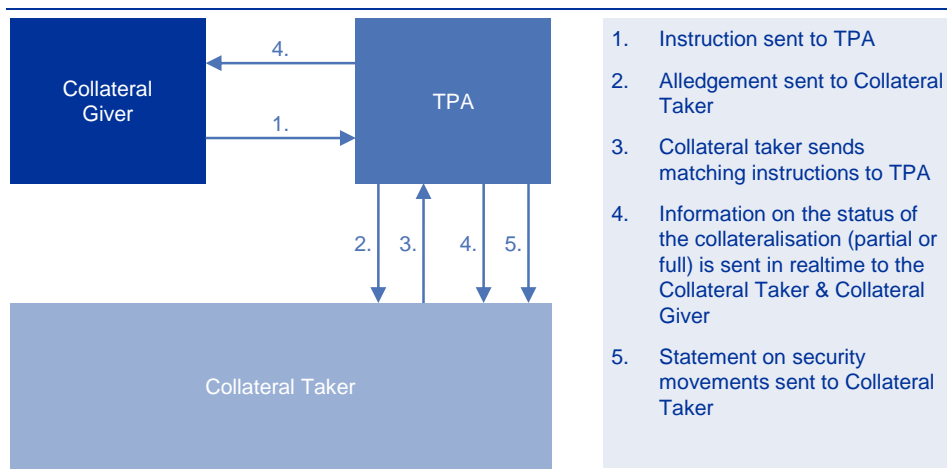 Collateral
Giver
4.
1.
TPA
2.
3.
4.
5.
Collateral Taker
1. Instruction sent to TPA
2. Alledgement sent to Collateral
Taker
3. Collateral taker sends
matching instructions to TPA
4. Information on the status of
the collateralisation (partial or
full) is sent in realtime to the
Collateral Taker & Collateral
Giver
5. Statement on security
movements sent to Collateral
Taker